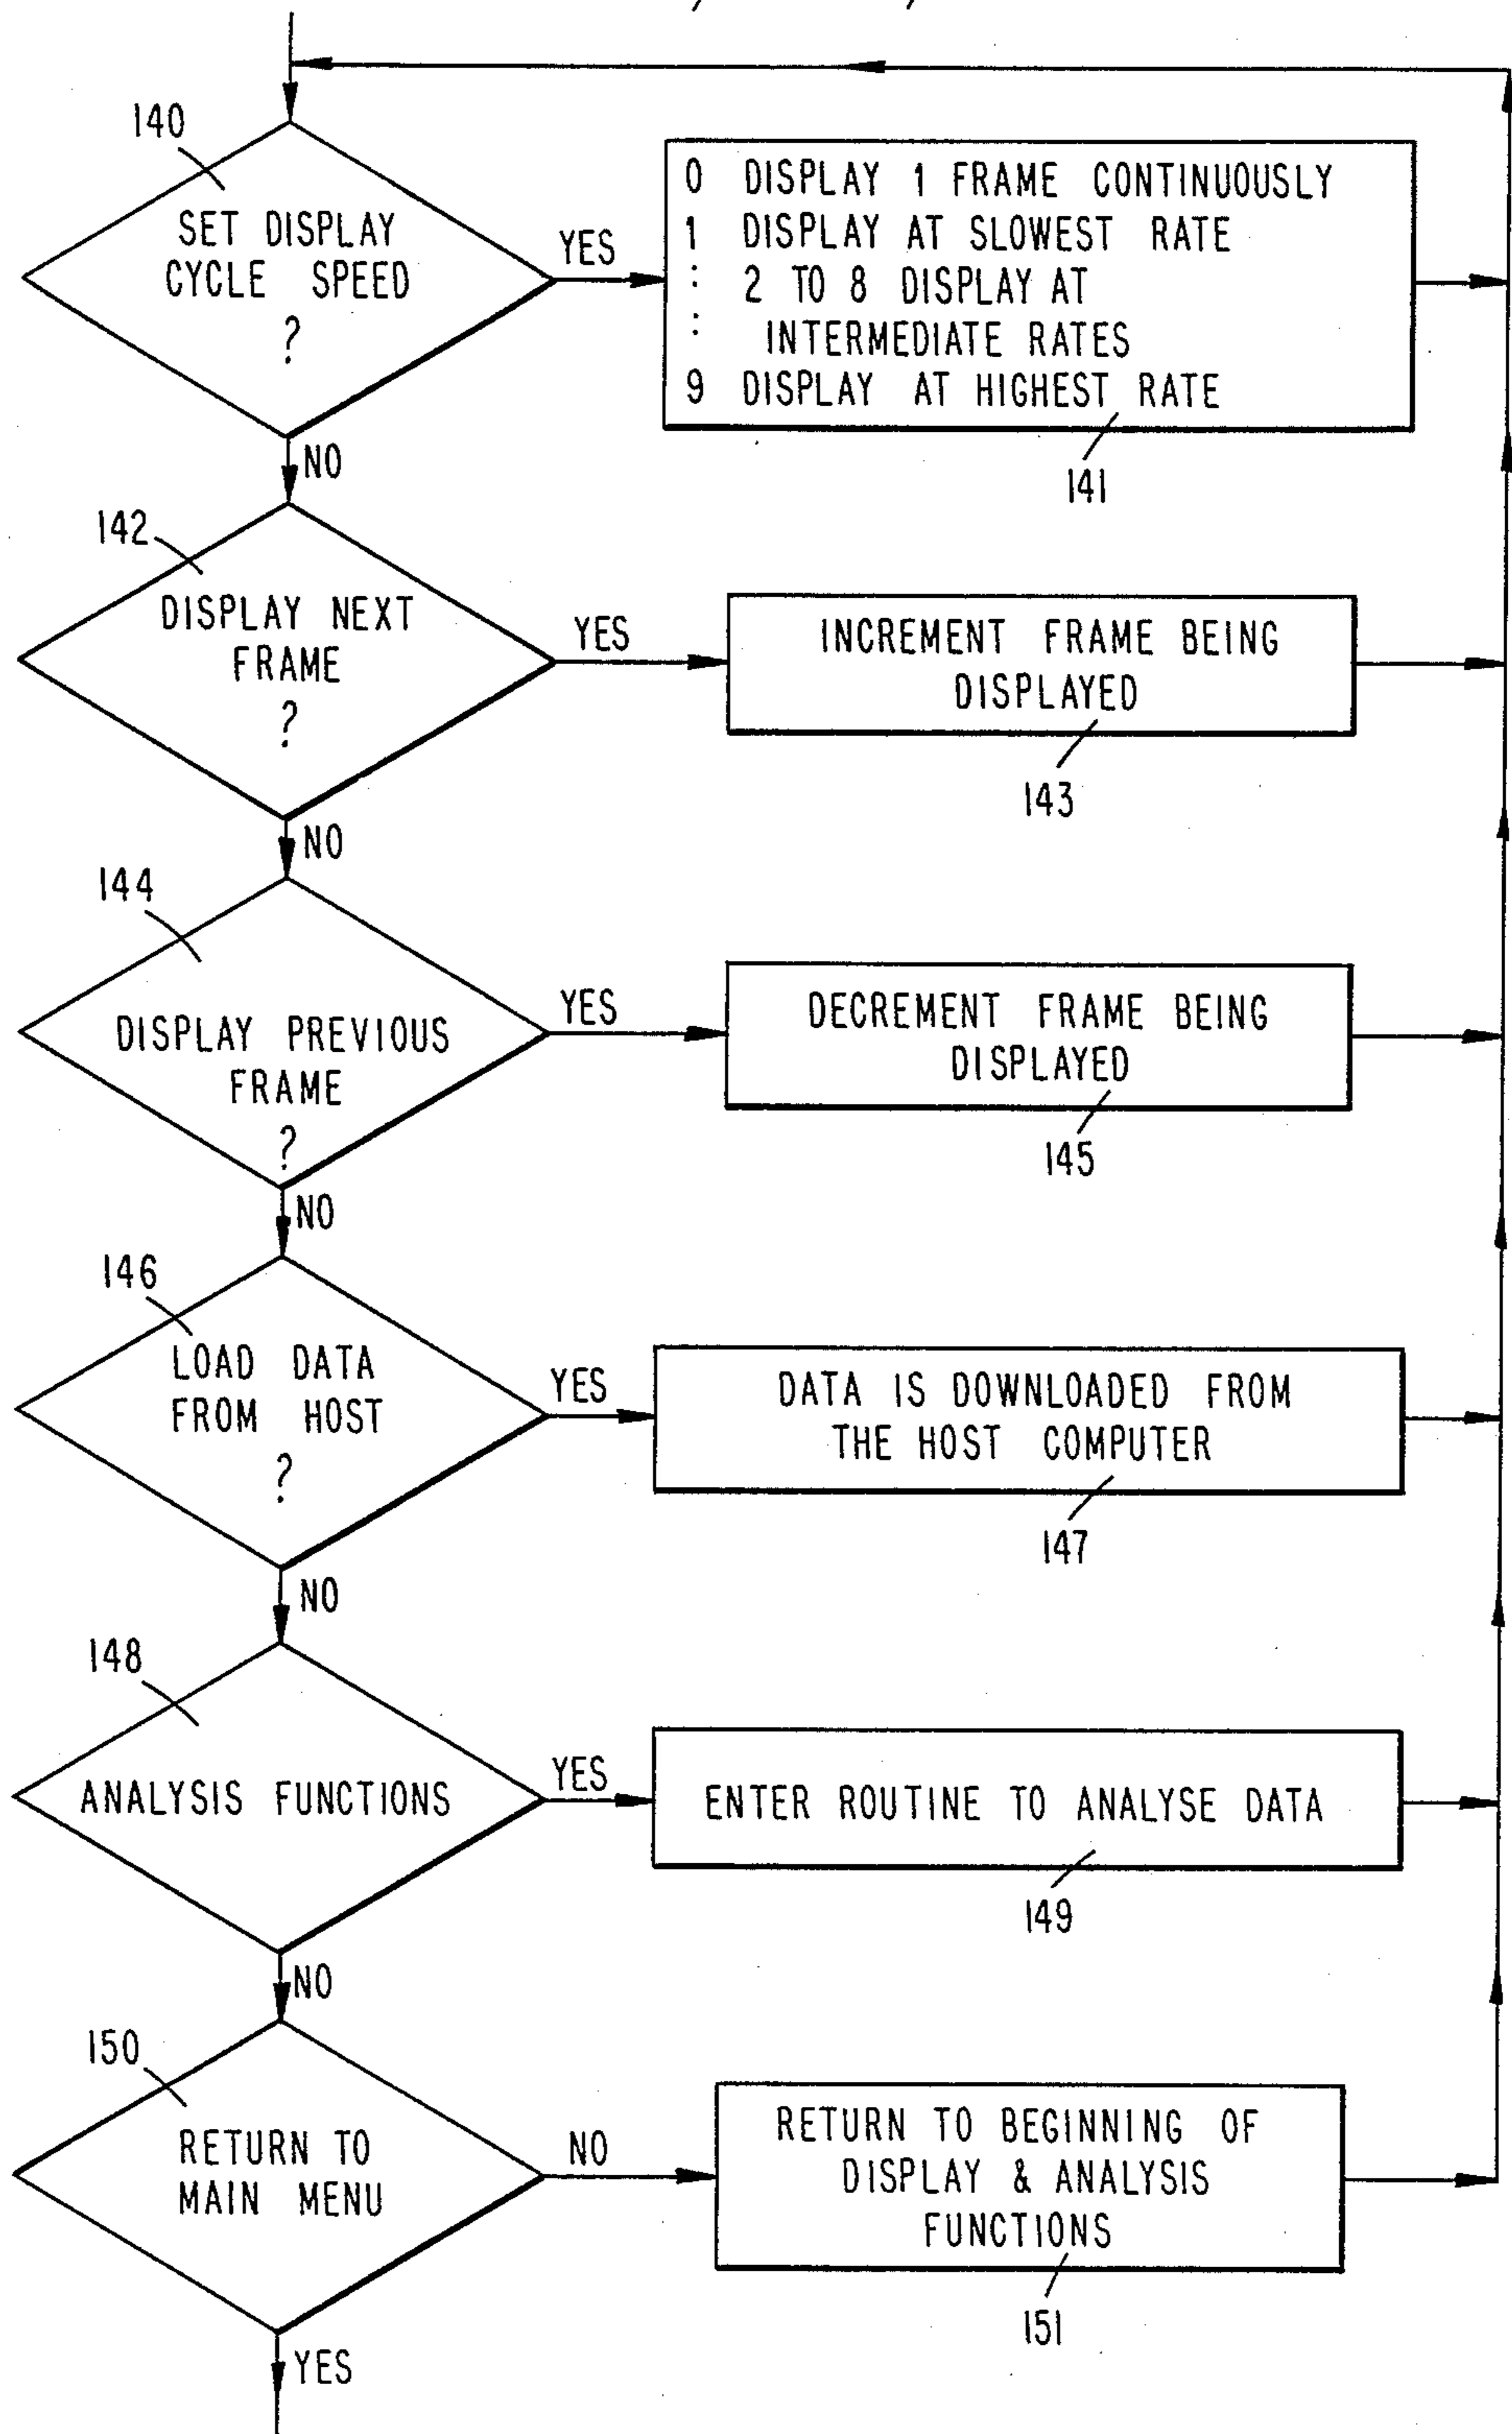 140
SET DISPLAY
CYCLE SPEED
?
YES
0 DISPLAY 1 FRAME CONTINUOUSLY
1 DISPLAY AT SLOWEST RATE
: 2 TO 8 DISPLAY AT
: INTERMEDIATE RATES
9 DISPLAY AT HIGHEST RATE
141
NO
142
DISPLAY NEXT
FRAME
?
YES
INCREMENT FRAME BEING
DISPLAYED
143
NO
144
DISPLAY PREVIOUS
FRAME
?
YES
DECREMENT FRAME BEING
DISPLAYED
145
NO
146
LOAD DATA
FROM HOST
?
YES
DATA IS DOWNLOADED FROM
THE HOST COMPUTER
147
NO
148
ANALYSIS FUNCTIONS
YES
ENTER ROUTINE TO ANALYSE DATA
149
NO
150
RETURN TO
MAIN MENU
NO
RETURN TO BEGINNING OF
DISPLAY & ANALYSIS
FUNCTIONS
151
YES